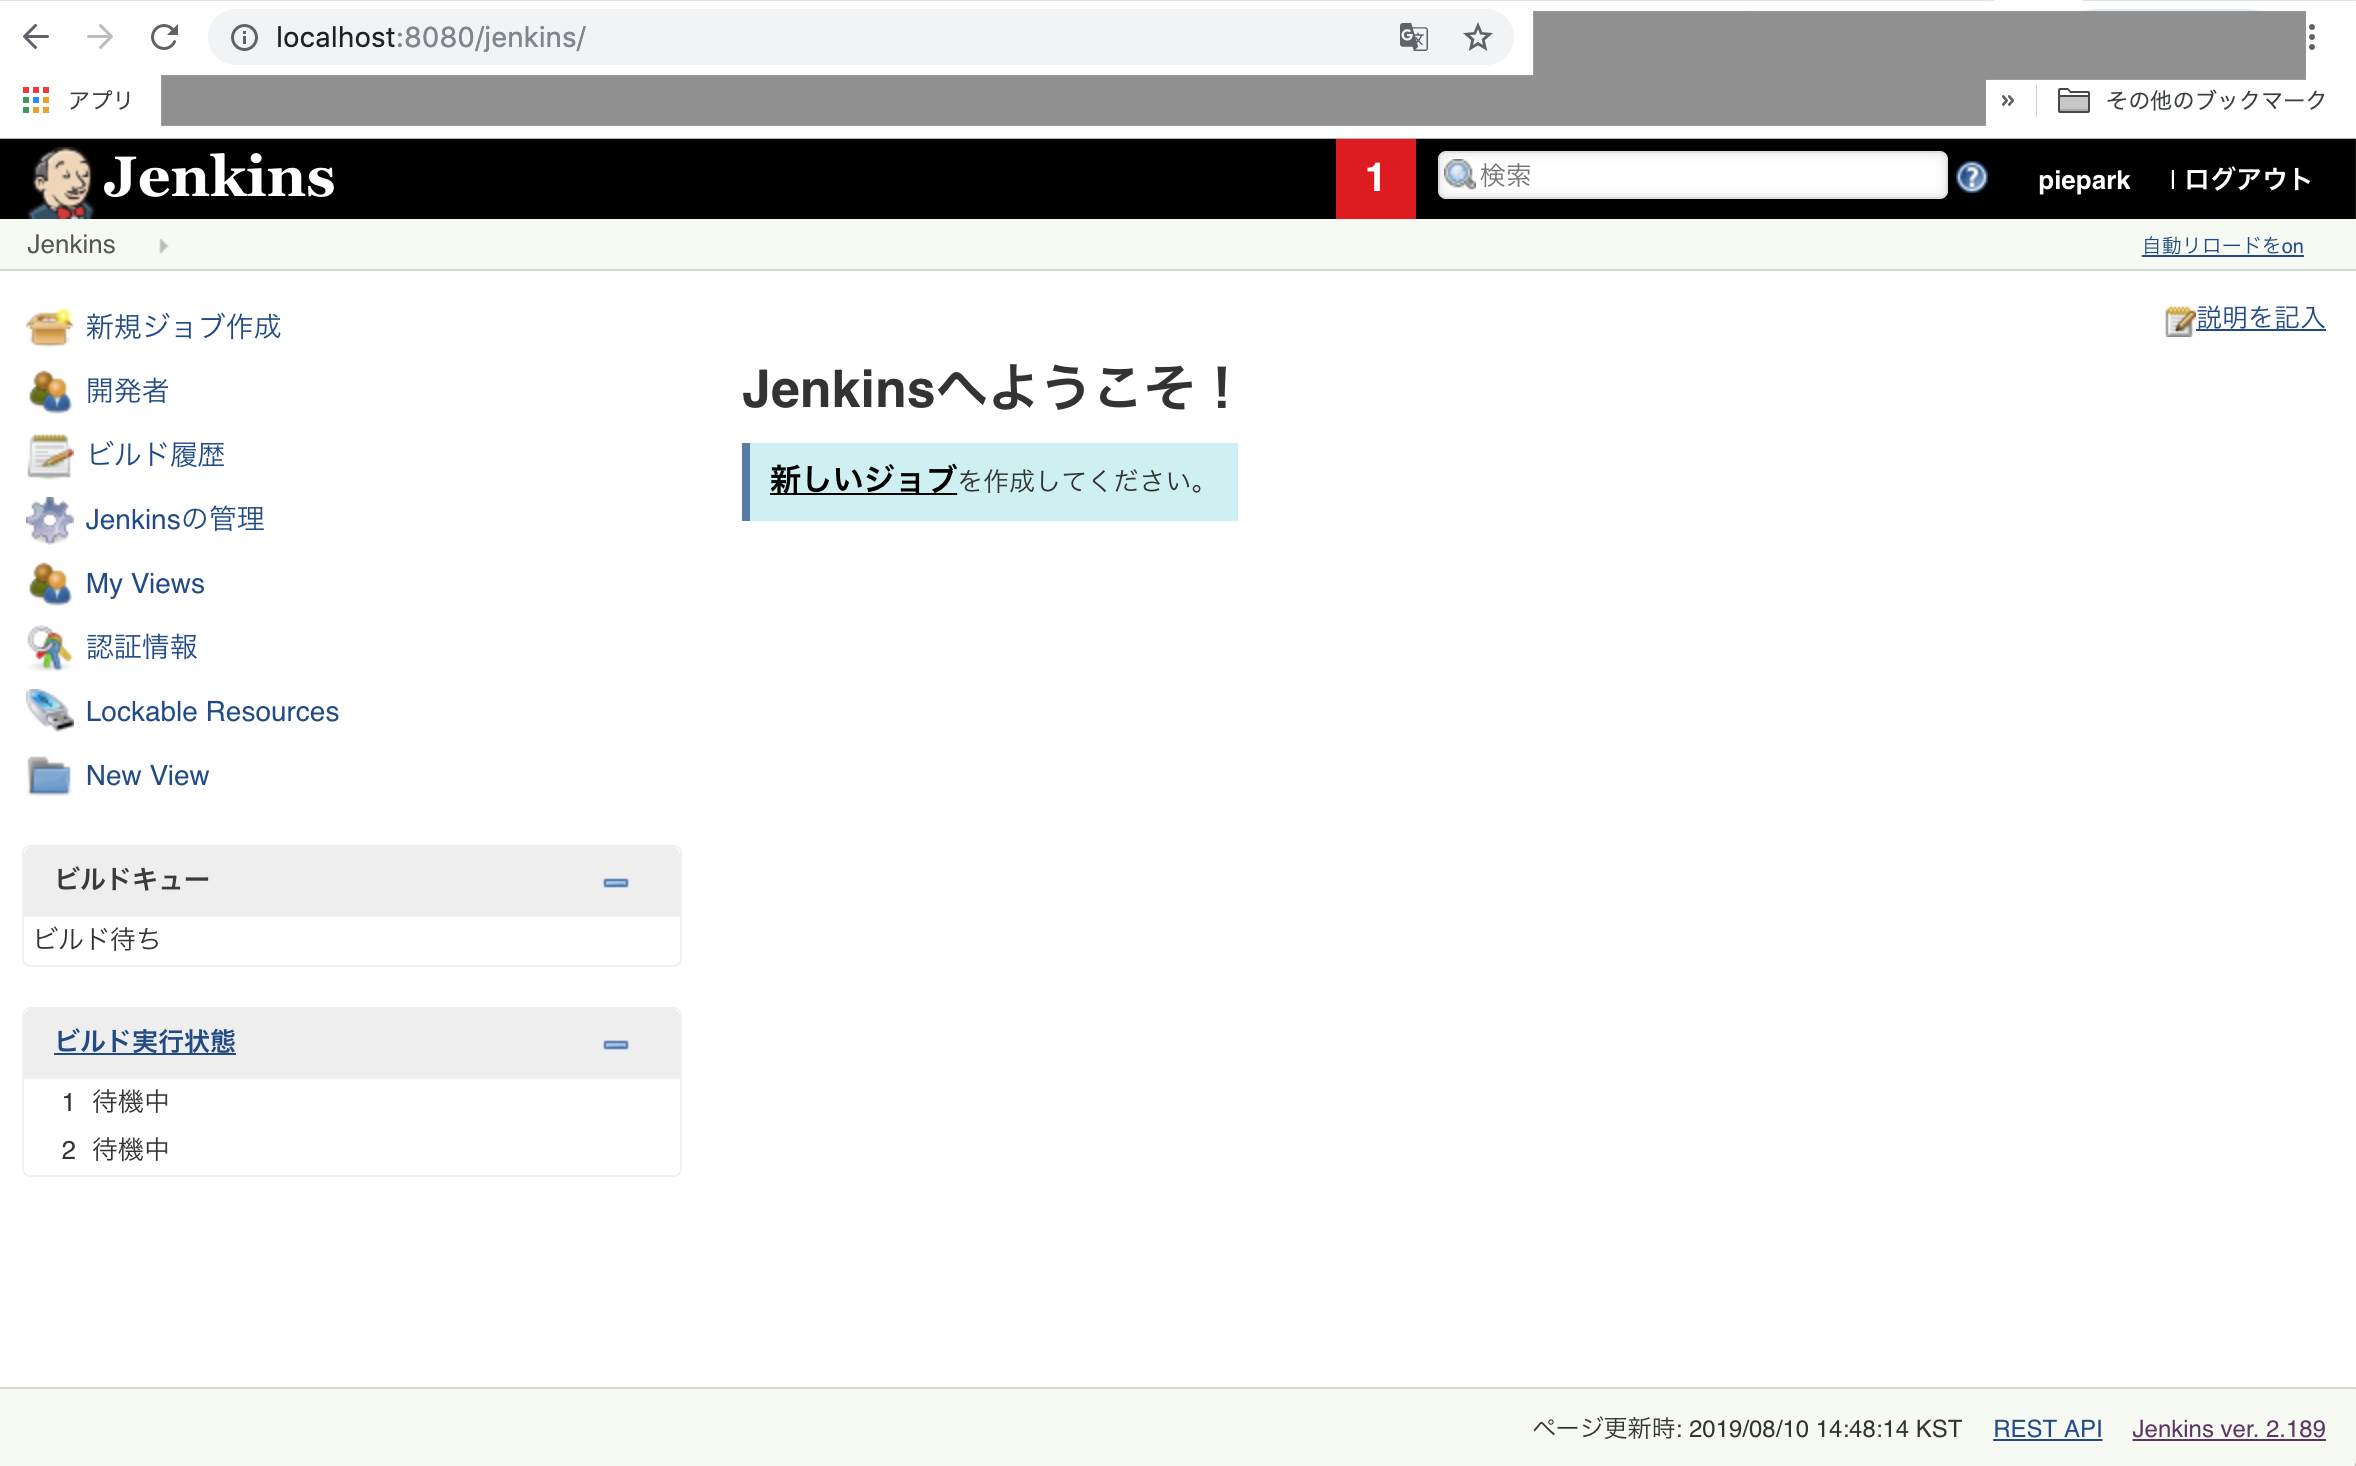 localhost:8080/jenkins/
アプリ
» その他のブックマーク
Jenkins 1 検索 ? piepark | ログアウト
Jenkins 自動リロードをon
説明を記入
新規ジョブ作成
開発者
ビルド履歴
Jenkinsの管理
My Views
認証情報
Lockable Resources
New View
ビルドキュー
ビルド待ち
ビルド実行状態
1 待機中
2 待機中
Jenkinsへようこそ！
新しいジョブを作成してください。
ページ更新時: 2019/08/10 14:48:14 KST REST API Jenkins ver. 2.189